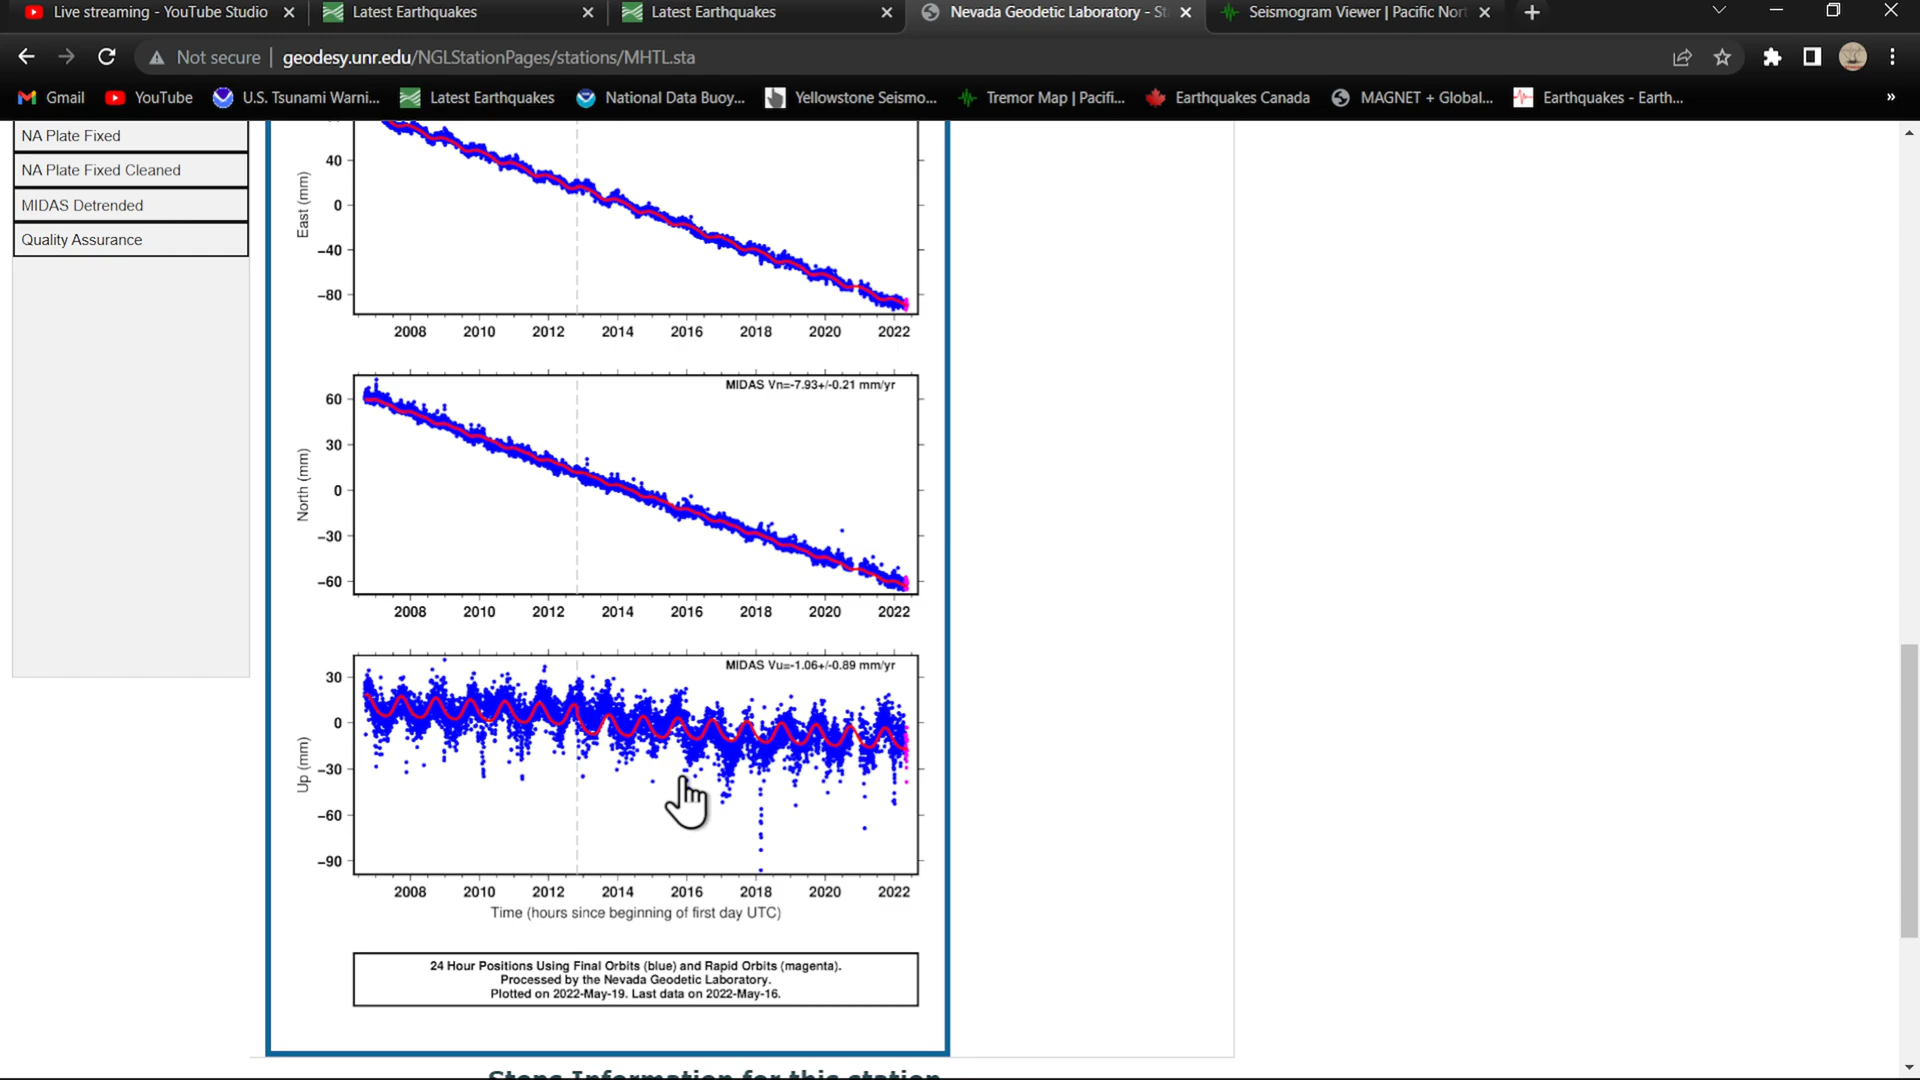 Live streaming - YouTube Studio
Latest Earthquakes
Latest Earthquakes
Nevada Geodetic Laboratory - St
Seismogram Viewer | Pacific Nort
Not secure
geodesy.unr.edu/NGLStationPages/stations/MHTL.sta
Gmail
YouTube
U.S. Tsunami Warni...
Latest Earthquakes
National Data Buoy...
Yellowstone Seismo...
Tremor Map | Pacifi...
Earthquakes Canada
MAGNET + Global...
Earthquakes - Earth...
»
NA Plate Fixed
NA Plate Fixed Cleaned
MIDAS Detrended
Quality Assurance
East (mm)
40
0
−40
−80
2008 2010 2012 2014 2016 2018 2020 2022
MIDAS Vn=-7.93+/-0.21 mm/yr
North (mm)
60
30
0
−30
−60
2008 2010 2012 2014 2016 2018 2020 2022
MIDAS Vu=-1.06+/-0.89 mm/yr
Up (mm)
30
0
−30
−60
−90
2008 2010 2012 2014 2016 2018 2020 2022
Time (hours since beginning of first day UTC)
24 Hour Positions Using Final Orbits (blue) and Rapid Orbits (magenta).
Processed by the Nevada Geodetic Laboratory.
Plotted on 2022-May-19. Last data on 2022-May-16.
Steps Information for this station